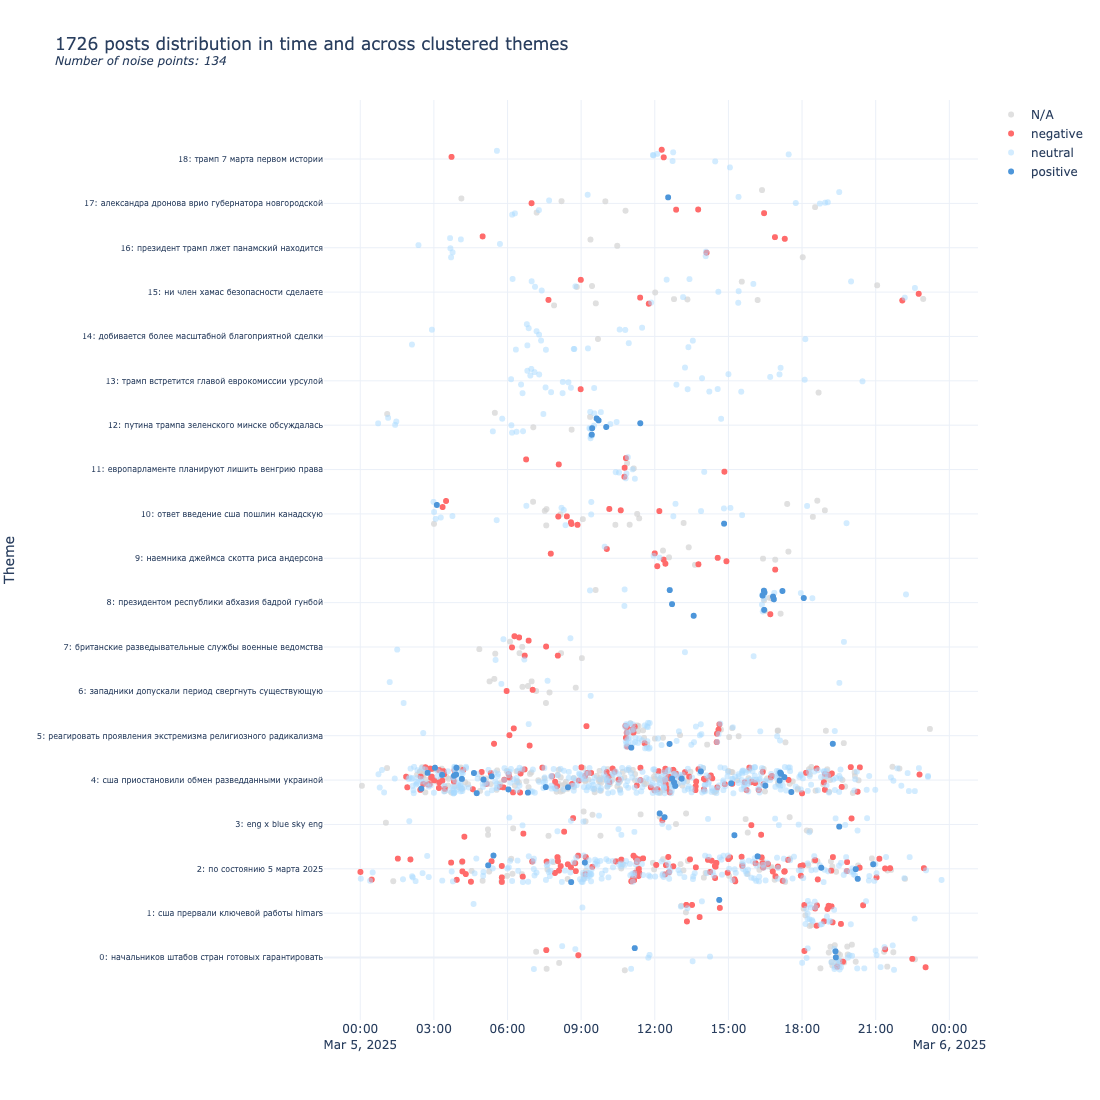 1726 posts distribution in time and across clustered themes
Number of noise points: 134
N/A
negative
neutral
positive
18: трамп 7 марта первом истории
17: александра дронова врио губернатора новгородской
16: президент трамп лжет панамский находится
15: ни член хамас безопасности сделаете
14: добивается более масштабной благоприятной сделки
13: трамп встретится главой еврокомиссии урсулой
12: путина трампа зеленского минске обсуждалась
11: европарламенте планируют лишить венгрию права
10: ответ введение сша пошлин канадскую
9: наемника джеймса скотта риса андерсона
8: президентом республики абхазия бадрой гунбой
7: британские разведывательные службы военные ведомства
6: западники допускали период свергнуть существующую
5: реагировать проявления экстремизма религиозного радикализма
4: сша приостановили обмен разведданными украиной
3: eng x blue sky eng
2: по состоянию 5 марта 2025
1: сша прервали ключевой работы himars
0: начальников штабов стран готовых гарантировать
Theme
00:00 03:00 06:00 09:00 12:00 15:00 18:00 21:00 00:00
Mar 5, 2025 Mar 6, 2025